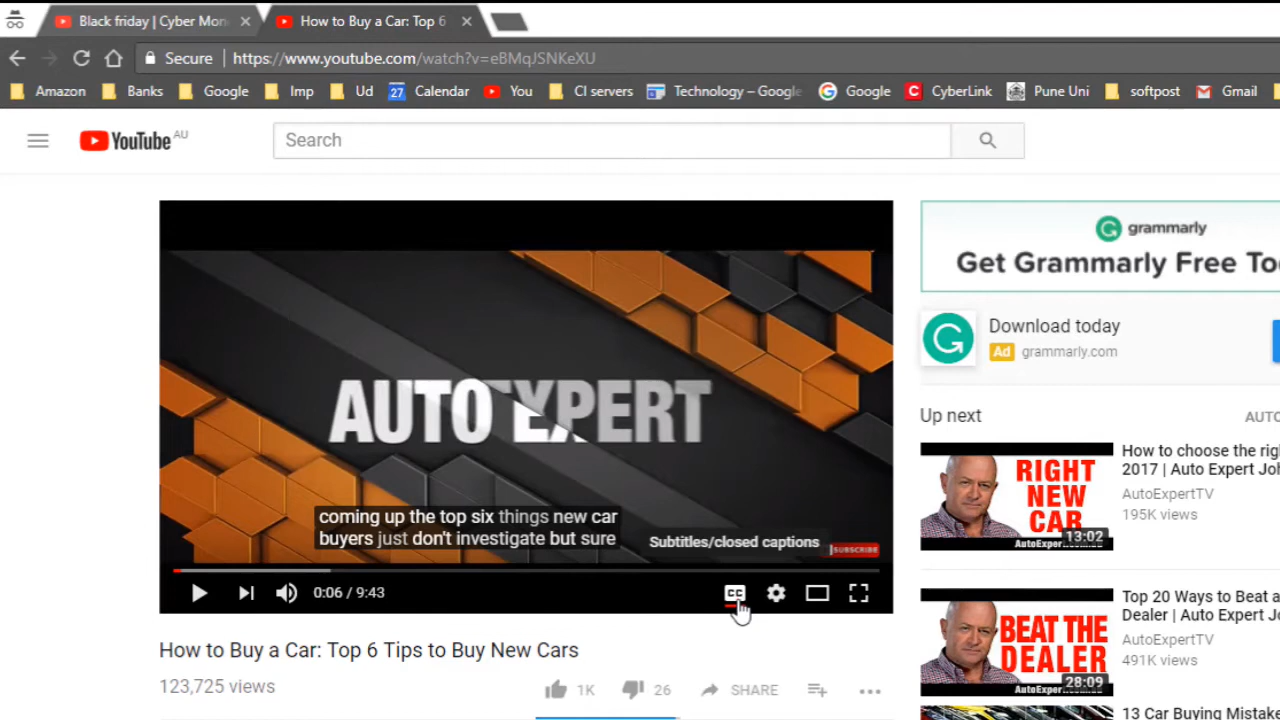 Black friday | Cyber Mon
How to Buy a Car: Top 6
Secure
https://www.youtube.com/watch?v=eBMqJSNKeXU
Amazon
Banks
Google
Imp
Ud
27
Calendar
You
CI servers
Technology – Google
G
Google
C
CyberLink
Pune Uni
softpost
Gmail
YouTube AU
Search
AUTO EXPERT
coming up the top six things new car
buyers just don't investigate but sure
Subtitles/closed captions
SUBSCRIBE
0:06 / 9:43
CC
How to Buy a Car: Top 6 Tips to Buy New Cars
123,725 views
1K
26
SHARE
grammarly
Get Grammarly Free To
Download today
Ad grammarly.com
Up next
AUTO
RIGHT
NEW
CAR
13:02
How to choose the rig
2017 | Auto Expert Jo
AutoExpertTV
195K views
BEAT THE
DEALER
28:09
Top 20 Ways to Beat a
Dealer | Auto Expert J
AutoExpertTV
491K views
13 Car Buying Mistake